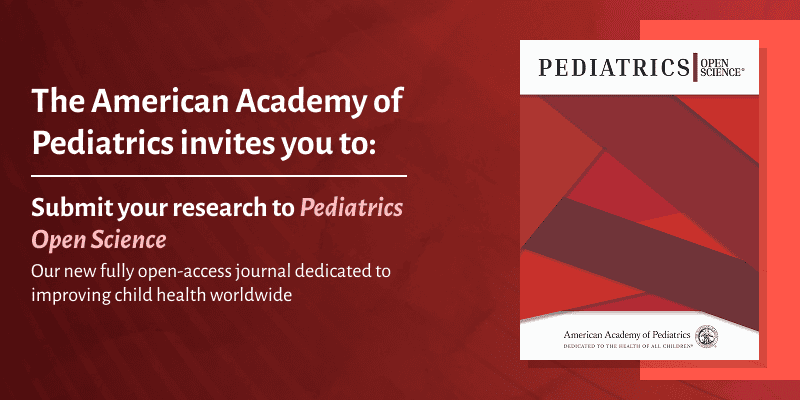 The American Academy of
Pediatrics invites you to:
Submit your research to Pediatrics
Open Science
Our new fully open-access journal dedicated to
improving child health worldwide
PEDIATRICS OPEN
SCIENCE®
American Academy of Pediatrics
DEDICATED TO THE HEALTH OF ALL CHILDREN®